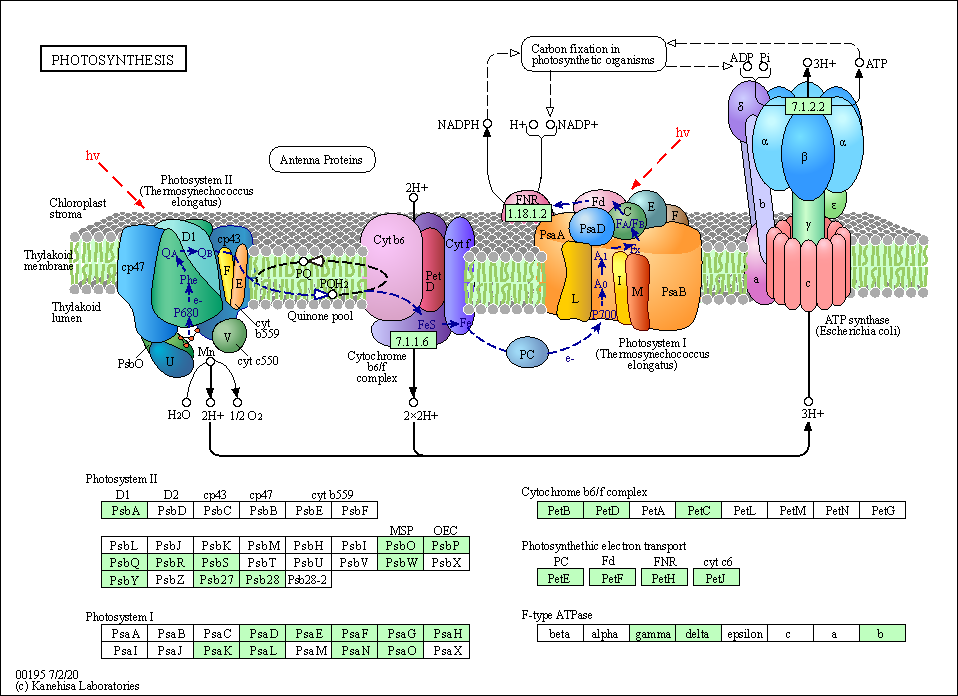 PHOTOSYNTHESIS
Carbon fixation in
photosynthetic organisms
ADP Pi
3H+
ATP
NADPH
H+
NADP+
7.1.2.2
hν
hν
Antenna Proteins
Photosystem II
(Thermosynechococcus
elongatus)
Chloroplast
stroma
Thylakoid
membrane
Thylakoid
lumen
2H+
FNR
1.18.1.2
Fd
C
E
F
FA/FB
PsaA
PsaD
Fx
A1
A0
P700
L
I
M
PsaB
δ
α
β
α
b
ε
γ
a
c
D1
cp43
cp47
QA
QB
F
E
Phe
e-
P680
V
U
PsbO
Mn
cyt
b559
cyt c550
PQ
PQH2
Quinone pool
Cyt b6
Cyt f
Pet
D
FeS
Fe
7.1.1.6
Cytochrome
b6/f
complex
PC
e-
Photosystem I
(Thermosynechococcus
elongatus)
ATP synthase
(Escherichia coli)
H2O
2H+
1/2 O2
2×2H+
3H+
Photosystem II
D1 D2 cp43 cp47 cyt b559
PsbA PsbD PsbC PsbB PsbE PsbF
MSP OEC
PsbL PsbJ PsbK PsbM PsbH PsbI PsbO PsbP
PsbQ PsbR PsbS PsbT PsbU PsbV PsbW PsbX
PsbY PsbZ Psb27 Psb28 Psb28-2
Photosystem I
PsaA PsaB PsaC PsaD PsaE PsaF PsaG PsaH
PsaI PsaJ PsaK PsaL PsaM PsaN PsaO PsaX
Cytochrome b6/f complex
PetB PetD PetA PetC PetL PetM PetN PetG
Photosynthethic electron transport
PC Fd FNR cyt c6
PetE PetF PetH PetJ
F-type ATPase
beta alpha gamma delta epsilon c a b
00195 7/2/20
(c) Kanehisa Laboratories